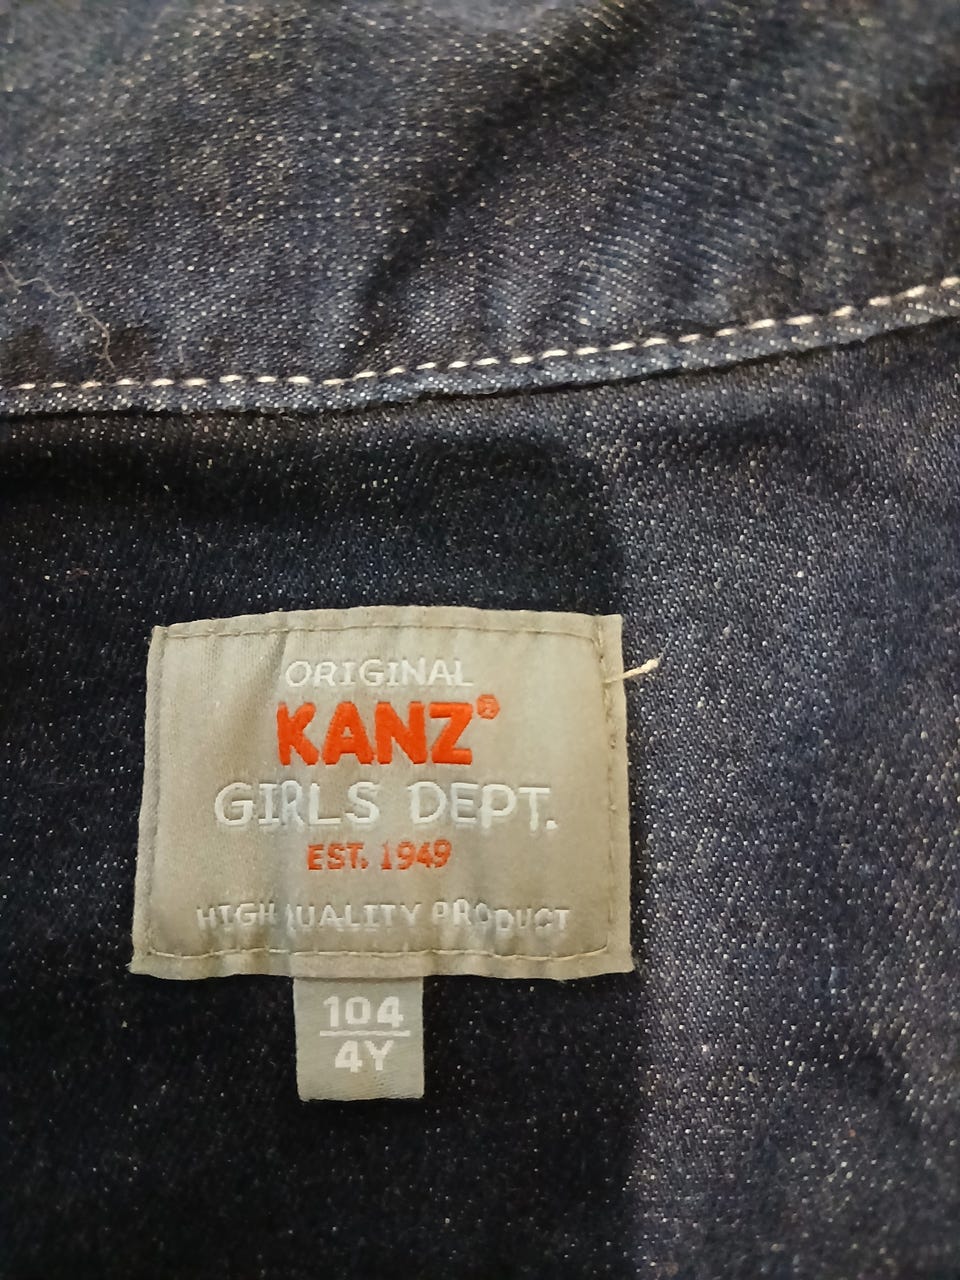 ORIGINAL
KANZ®
GIRLS DEPT.
EST. 1949
HIGH QUALITY PRODUCT
104
4Y